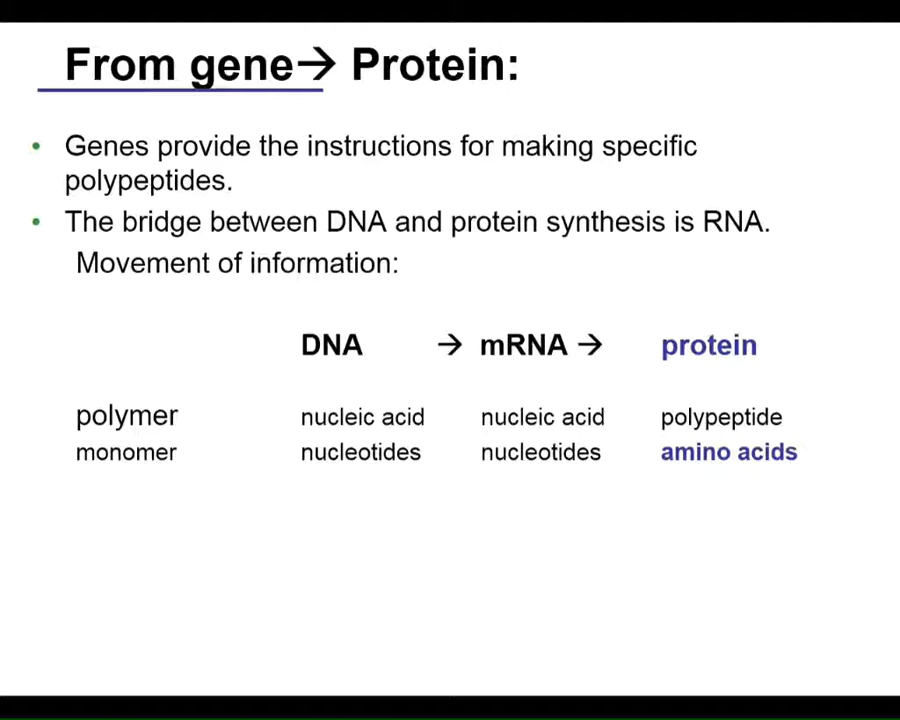 From gene→ Protein:
• Genes provide the instructions for making specific
polypeptides.
• The bridge between DNA and protein synthesis is RNA.
Movement of information:
DNA → mRNA → protein
polymer nucleic acid nucleic acid polypeptide
monomer nucleotides nucleotides amino acids